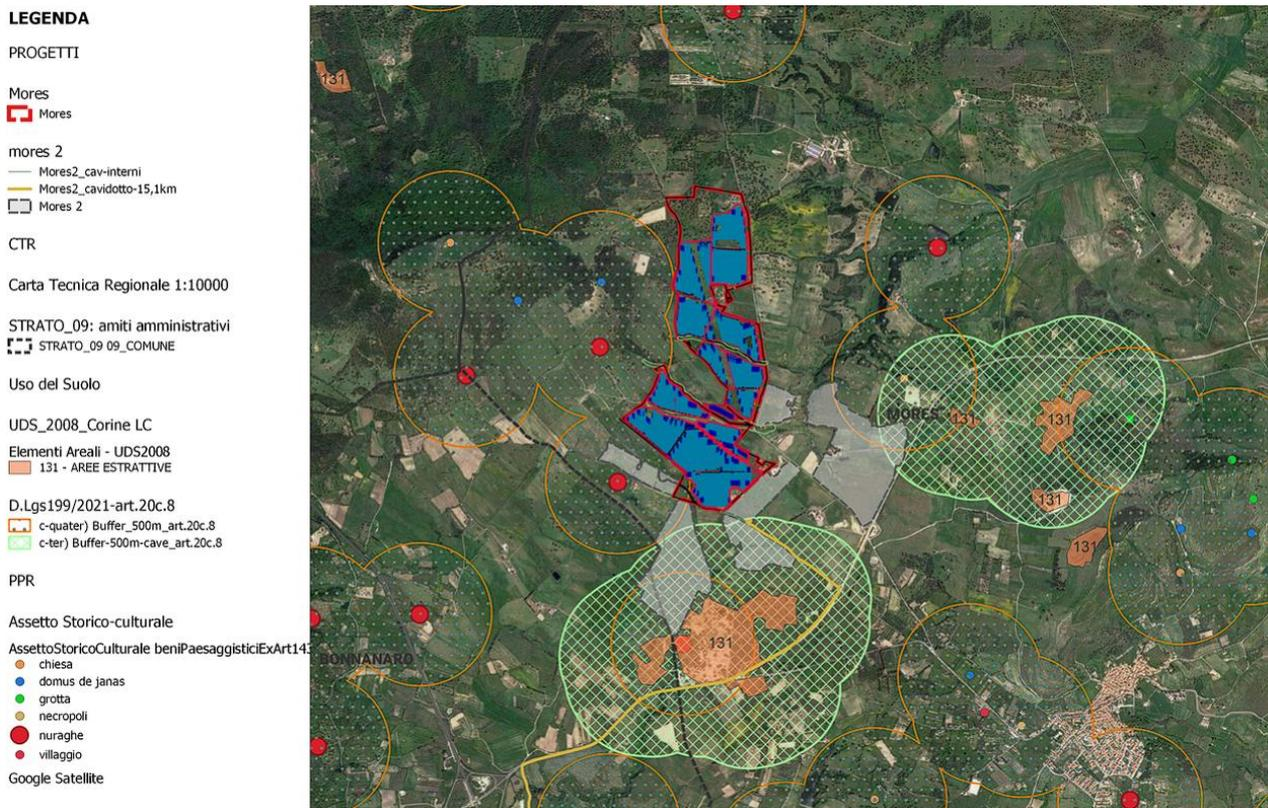 LEGENDA
PROGETTI
Mores
Mores
mores 2
Mores2_cav-interni
Mores2_cavidotto-15,1km
Mores 2
CTR
Carta Tecnica Regionale 1:10000
STRATO_09: amiti amministrativi
STRATO_09 09_COMUNE
Uso del Suolo
UDS_2008_Corine LC
Elementi Areali - UDS2008
131 - AREE ESTRATTIVE
D.Lgs199/2021-art.20c.8
c-quater) Buffer_500m_art.20c.8
c-ter) Buffer-500m-cave_art.20c.8
PPR
Assetto Storico-culturale
AssettoStoricoCulturale beniPaesaggisticiExArt143
chiesa
domus de janas
grotta
necropoli
nuraghe
villaggio
Google Satellite
131
MORES
131
131
131
131
131
BONNANARO